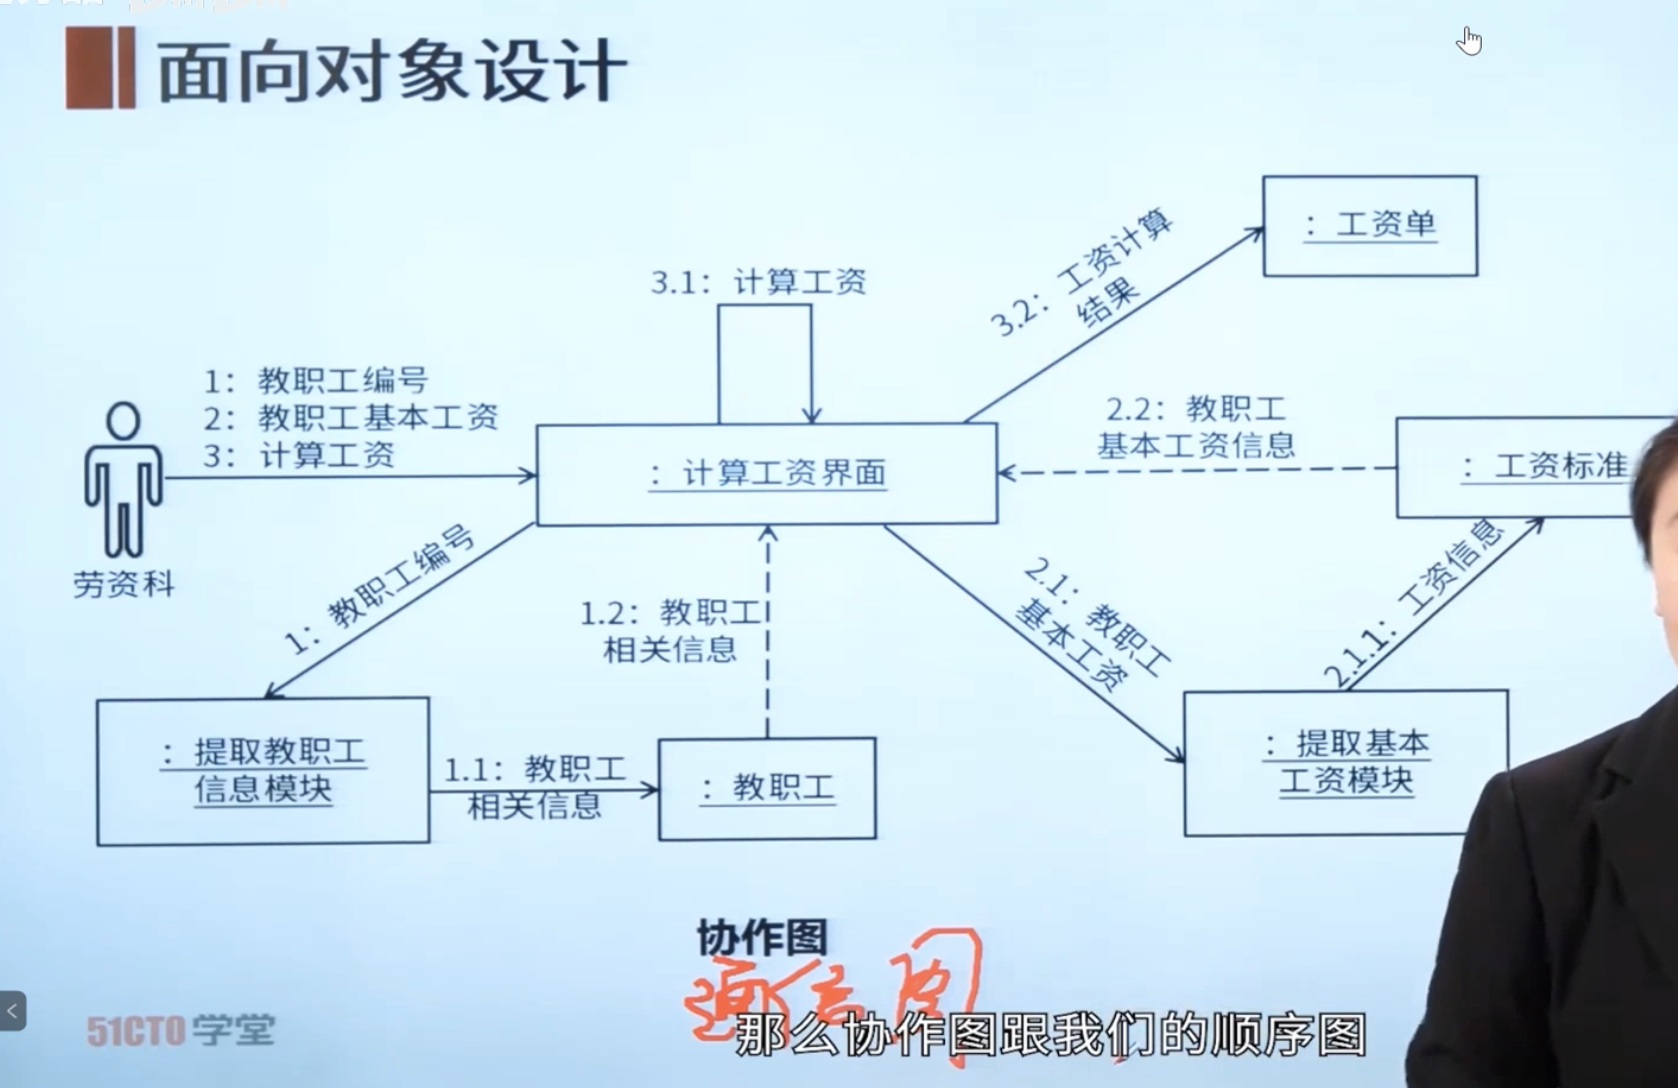 面向对象设计
：工资单
3.2：工资计算
结果
3.1：计算工资
1：教职工编号
2：教职工基本工资
3：计算工资
2.2：教职工
基本工资信息
：计算工资界面
：工资标准
劳资科
1：教职工编号
1.2：教职工
相关信息
2.1：教职工
基本工资
2.1.1：工资信息
：提取教职工
信息模块
1.1：教职工
相关信息
：教职工
：提取基本
工资模块
协作图
通信图
51CTO学堂
那么协作图跟我们的顺序图